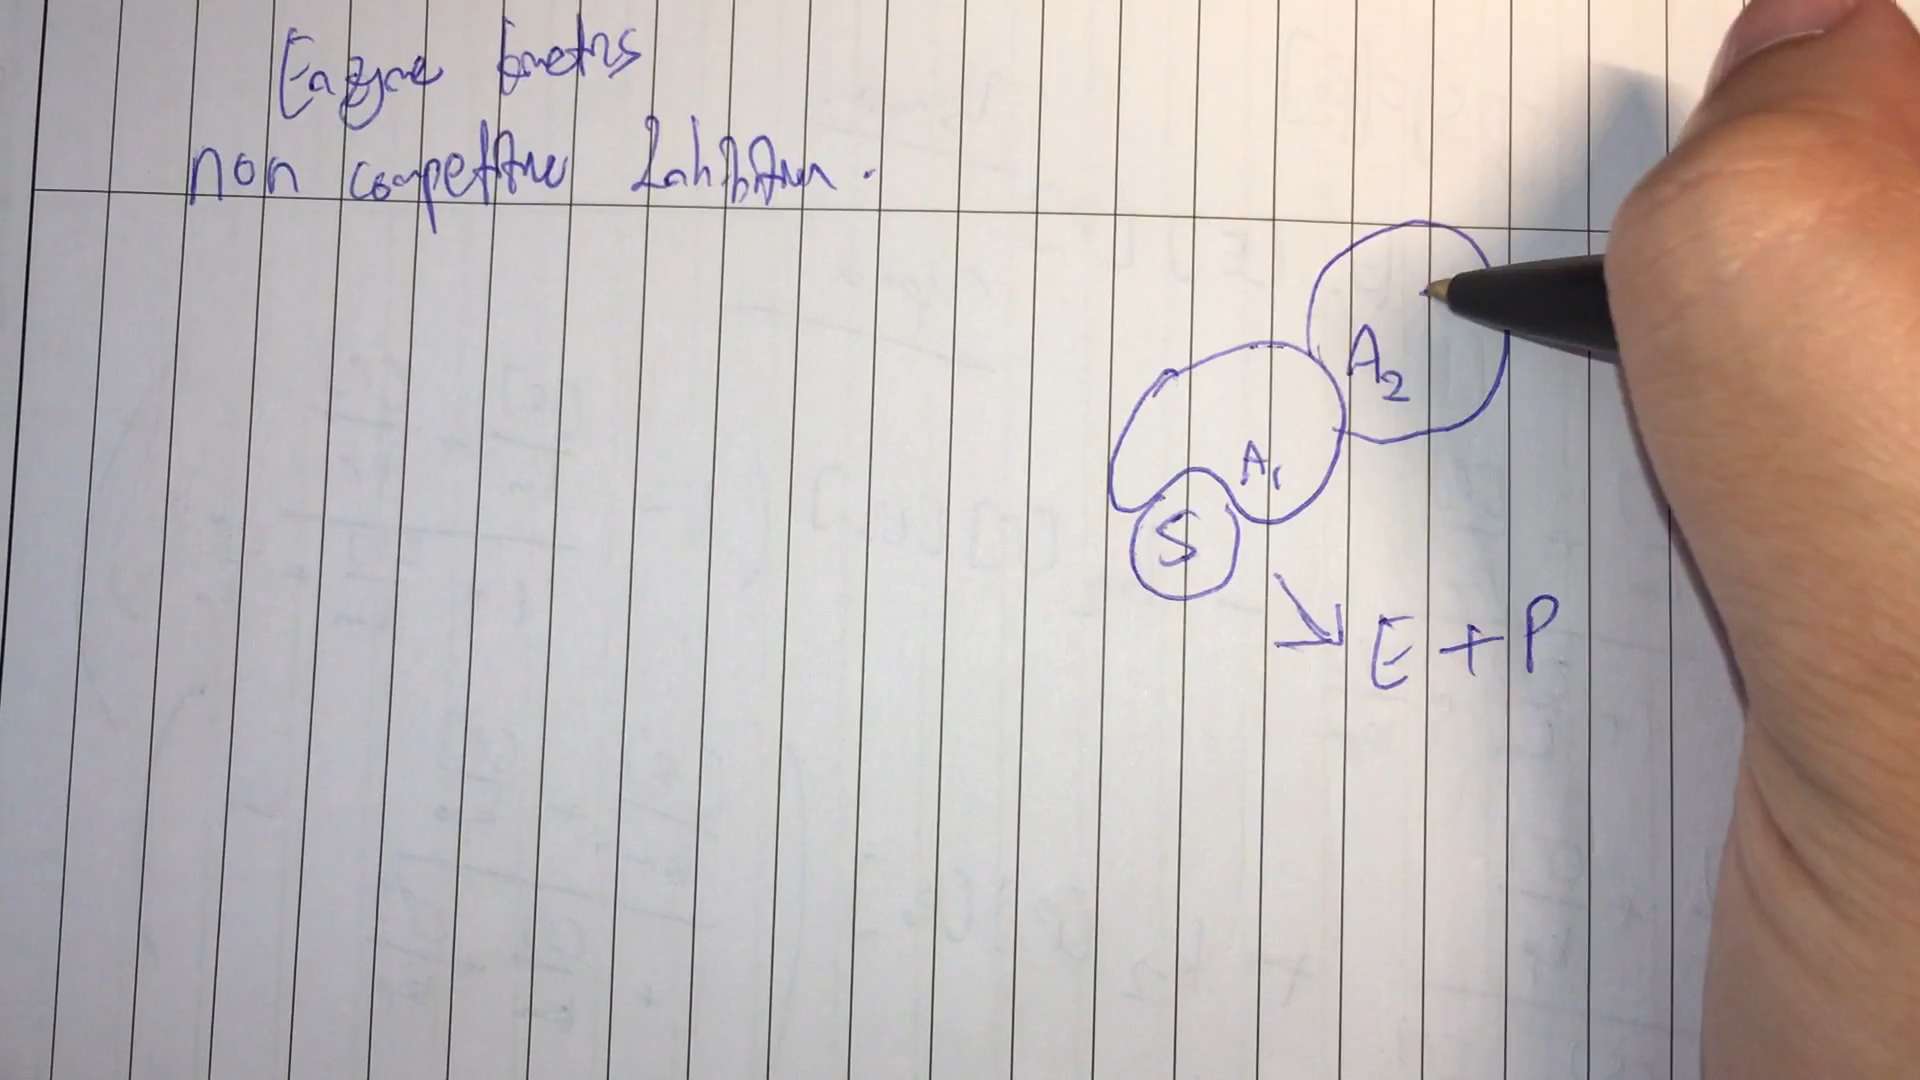 Enzyme kinetics
non competitive Inhibition.
A2
A1
S
E + P